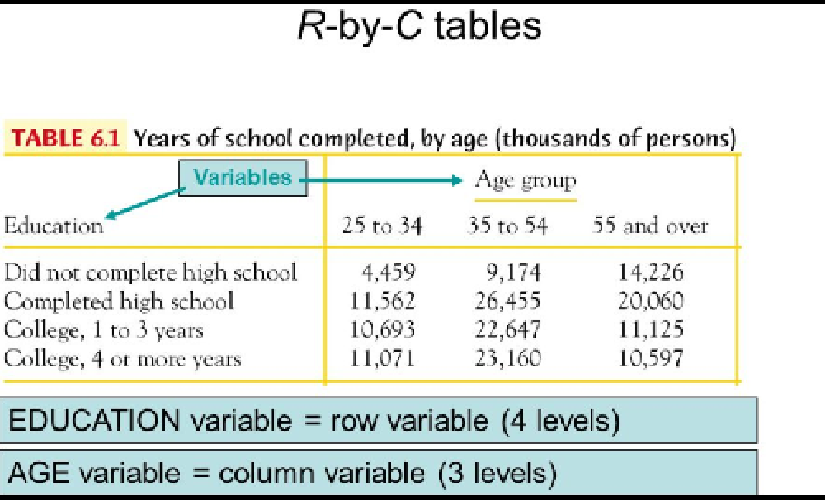 R-by-C tables
TABLE 6.1 Years of school completed, by age (thousands of persons)
Variables Age group
Education 25 to 34 35 to 54 55 and over
Did not complete high school 4,459 9,174 14,226
Completed high school 11,562 26,455 20,060
College, 1 to 3 years 10,693 22,647 11,125
College, 4 or more years 11,071 23,160 10,597
EDUCATION variable = row variable (4 levels)
AGE variable = column variable (3 levels)